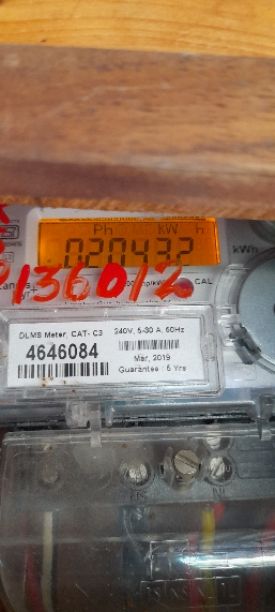 Ph kW h
020432
kWh
CAL
136012
DLMS Meter, CAT- C3
240V, 5-30 A, 50Hz
4646084
Mar, 2019
Guarantee : 5 Yrs